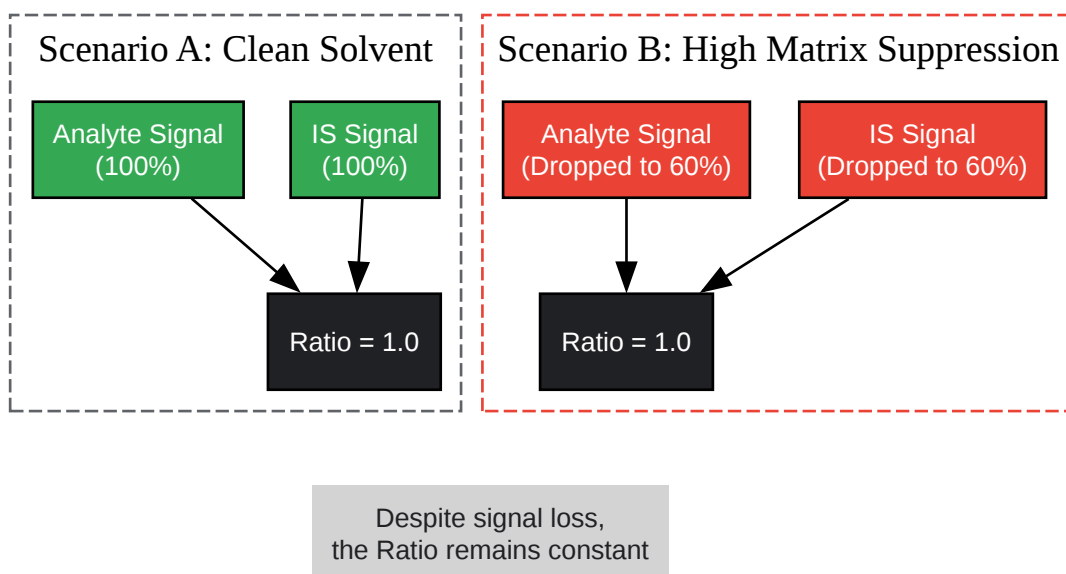 Scenario A: Clean Solvent
Analyte Signal
(100%)
IS Signal
(100%)
Ratio = 1.0
Scenario B: High Matrix Suppression
Analyte Signal
(Dropped to 60%)
IS Signal
(Dropped to 60%)
Ratio = 1.0
Despite signal loss,
the Ratio remains constant